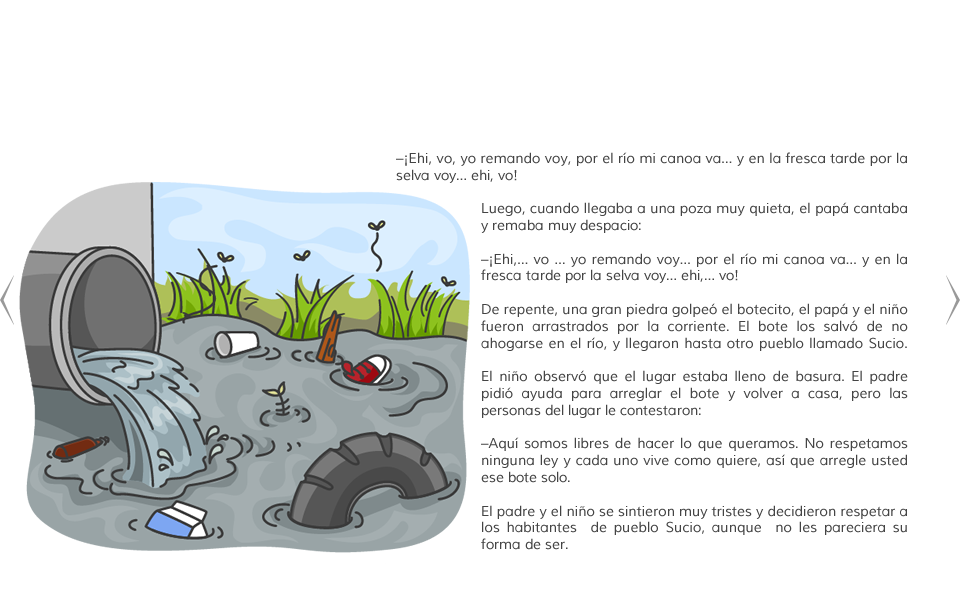 –¡Ehi, vo, yo remando voy, por el río mi canoa va... y en la fresca tarde por la
selva voy... ehi, vo!
Luego, cuando llegaba a una poza muy quieta, el papá cantaba
y remaba muy despacio:
–¡Ehi,... vo ... yo remando voy... por el río mi canoa va... y en la
fresca tarde por la selva voy... ehi,... vo!
De repente, una gran piedra golpeó el botecito, el papá y el niño
fueron arrastrados por la corriente. El bote los salvó de no
ahogarse en el río, y llegaron hasta otro pueblo llamado Sucio.
El niño observó que el lugar estaba lleno de basura. El padre
pidió ayuda para arreglar el bote y volver a casa, pero las
personas del lugar le contestaron:
–Aquí somos libres de hacer lo que queramos. No respetamos
ninguna ley y cada uno vive como quiere, así que arregle usted
ese bote solo.
El padre y el niño se sintieron muy tristes y decidieron respetar a
los habitantes de pueblo Sucio, aunque no les pareciera su
forma de ser.